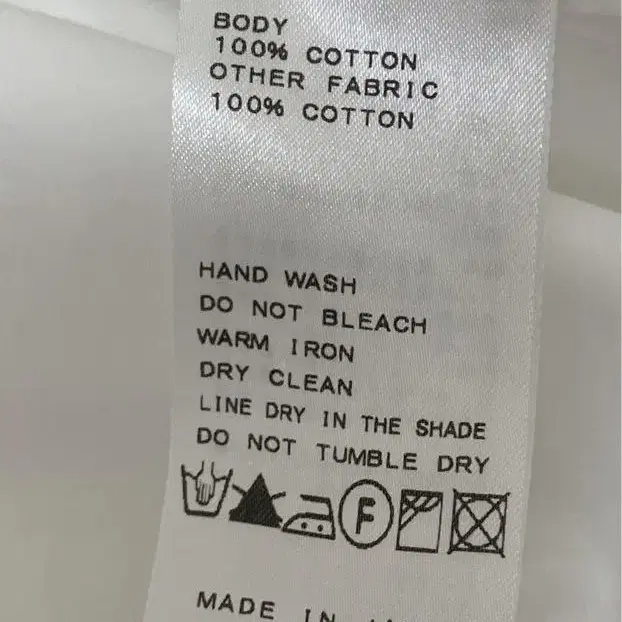 BODY
100% COTTON
OTHER FABRIC
100% COTTON
HAND WASH
DO NOT BLEACH
WARM IRON
DRY CLEAN
LINE DRY IN THE SHADE
DO NOT TUMBLE DRY
F
MADE IN